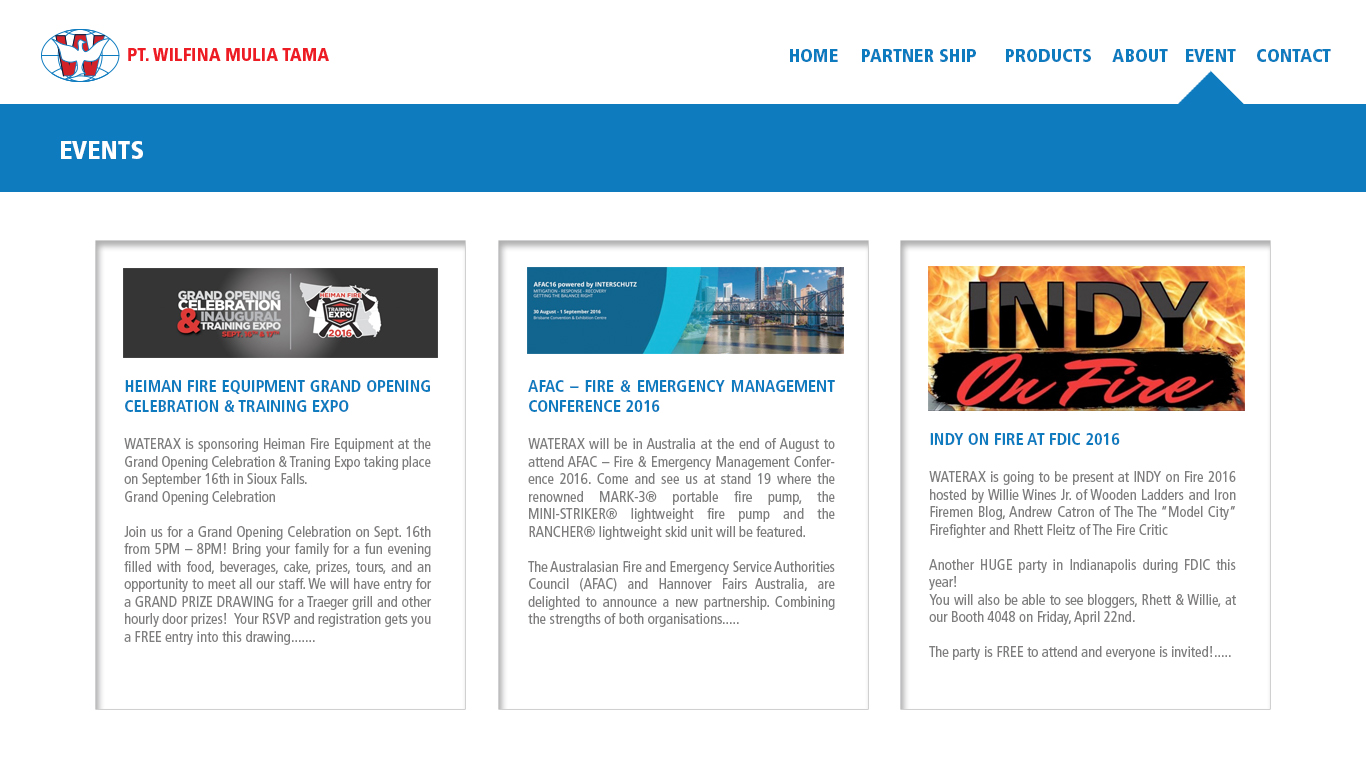 PT. WILFINA MULIA TAMA
HOME PARTNER SHIP PRODUCTS ABOUT EVENT CONTACT
EVENTS
GRAND OPENING
CELEBRATION
& INAUGURAL
TRAINING EXPO
SEPT. 16TH & 17TH
HEIMAN FIRE
TRAINING
EXPO
2016
HEIMAN FIRE EQUIPMENT GRAND OPENING
CELEBRATION & TRAINING EXPO
WATERAX is sponsoring Heiman Fire Equipment at the
Grand Opening Celebration & Traning Expo taking place
on September 16th in Sioux Falls.
Grand Opening Celebration
Join us for a Grand Opening Celebration on Sept. 16th
from 5PM – 8PM! Bring your family for a fun evening
filled with food, beverages, cake, prizes, tours, and an
opportunity to meet all our staff. We will have entry for
a GRAND PRIZE DRAWING for a Traeger grill and other
hourly door prizes! Your RSVP and registration gets you
a FREE entry into this drawing.......
AFAC16 powered by INTERSCHUTZ
MITIGATION - RESPONSE - RECOVERY
GETTING THE BALANCE RIGHT
30 August - 1 September 2016
Brisbane Convention & Exhibition Centre
AFAC – FIRE & EMERGENCY MANAGEMENT
CONFERENCE 2016
WATERAX will be in Australia at the end of August to
attend AFAC – Fire & Emergency Management Confer-
ence 2016. Come and see us at stand 19 where the
renowned MARK-3® portable fire pump, the
MINI-STRIKER® lightweight fire pump and the
RANCHER® lightweight skid unit will be featured.
The Australasian Fire and Emergency Service Authorities
Council (AFAC) and Hannover Fairs Australia, are
delighted to announce a new partnership. Combining
the strengths of both organisations.....
INDY
On Fire
INDY ON FIRE AT FDIC 2016
WATERAX is going to be present at INDY on Fire 2016
hosted by Willie Wines Jr. of Wooden Ladders and Iron
Firemen Blog, Andrew Catron of The The ”Model City”
Firefighter and Rhett Fleitz of The Fire Critic
Another HUGE party in Indianapolis during FDIC this
year!
You will also be able to see bloggers, Rhett & Willie, at
our Booth 4048 on Friday, April 22nd.
The party is FREE to attend and everyone is invited!.....